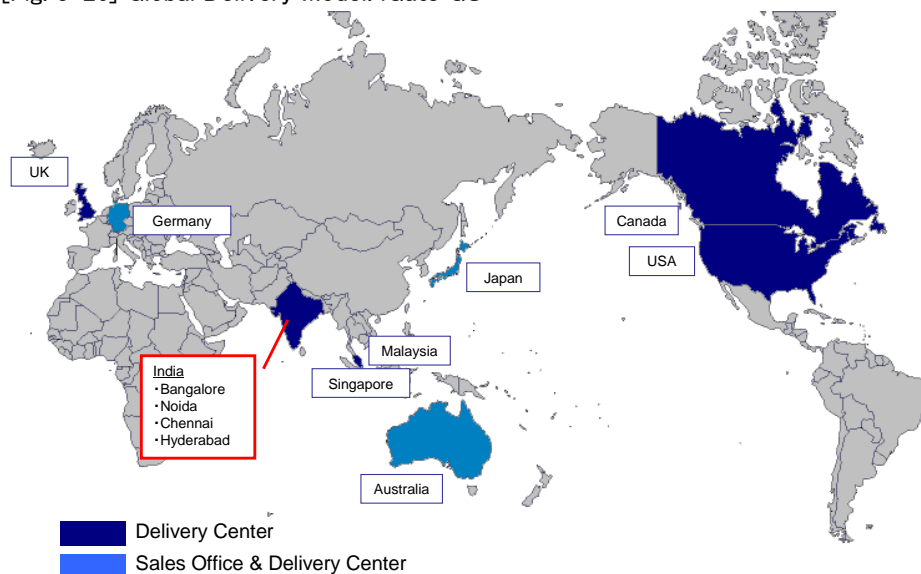 UK
Germany
Japan
Canada
USA
Malaysia
Singapore
India
・Bangalore
・Noida
・Chennai
・Hyderabad
Australia
Delivery Center
Sales Office & Delivery Center